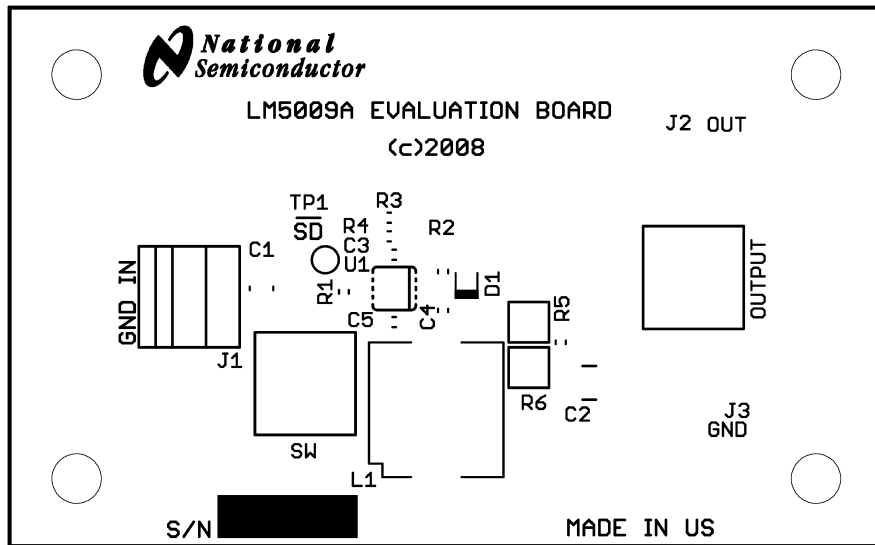 National
Semiconductor
LM5009A EVALUATION BOARD
(c)2008
J2 OUT
TP1
SD
R3
R4
C3
U1
R2
C1
GND IN
J1
R1
C5
C4
D1
R5
OUTPUT
SW
L1
R6
C2
J3
GND
S/N
MADE IN US